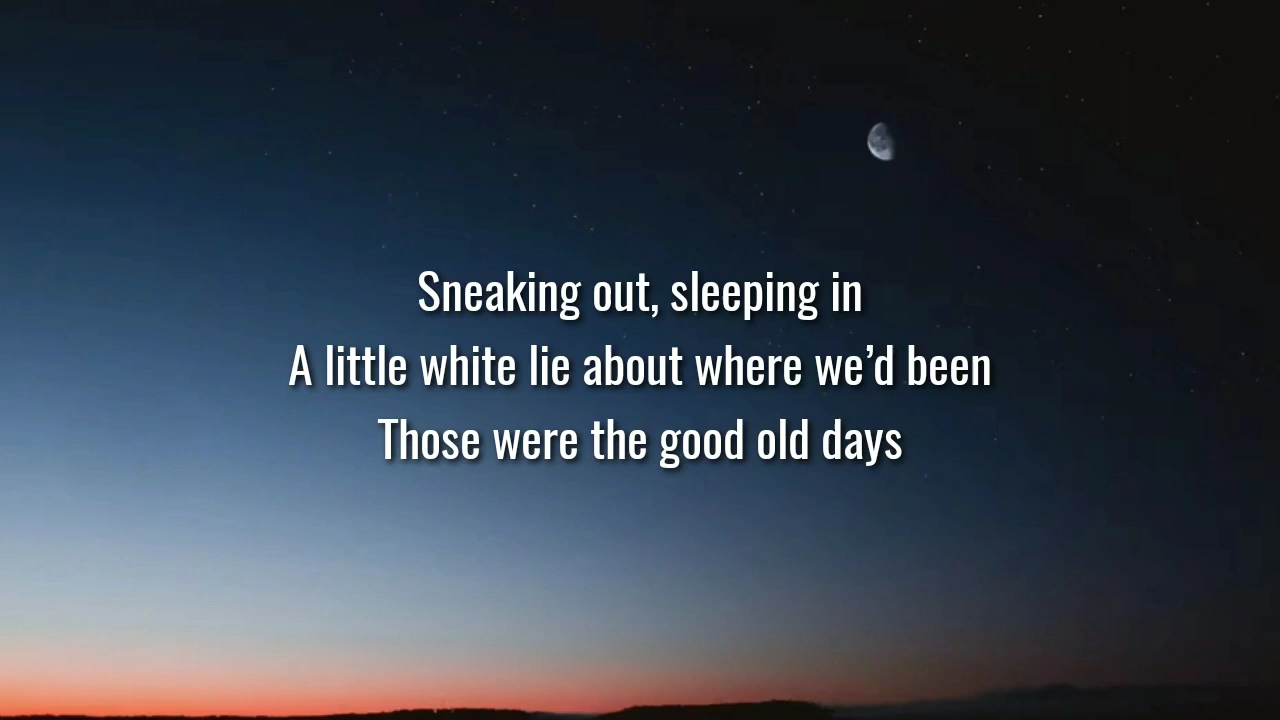 Sneaking out, sleeping in
A little white lie about where we’d been
Those were the good old days